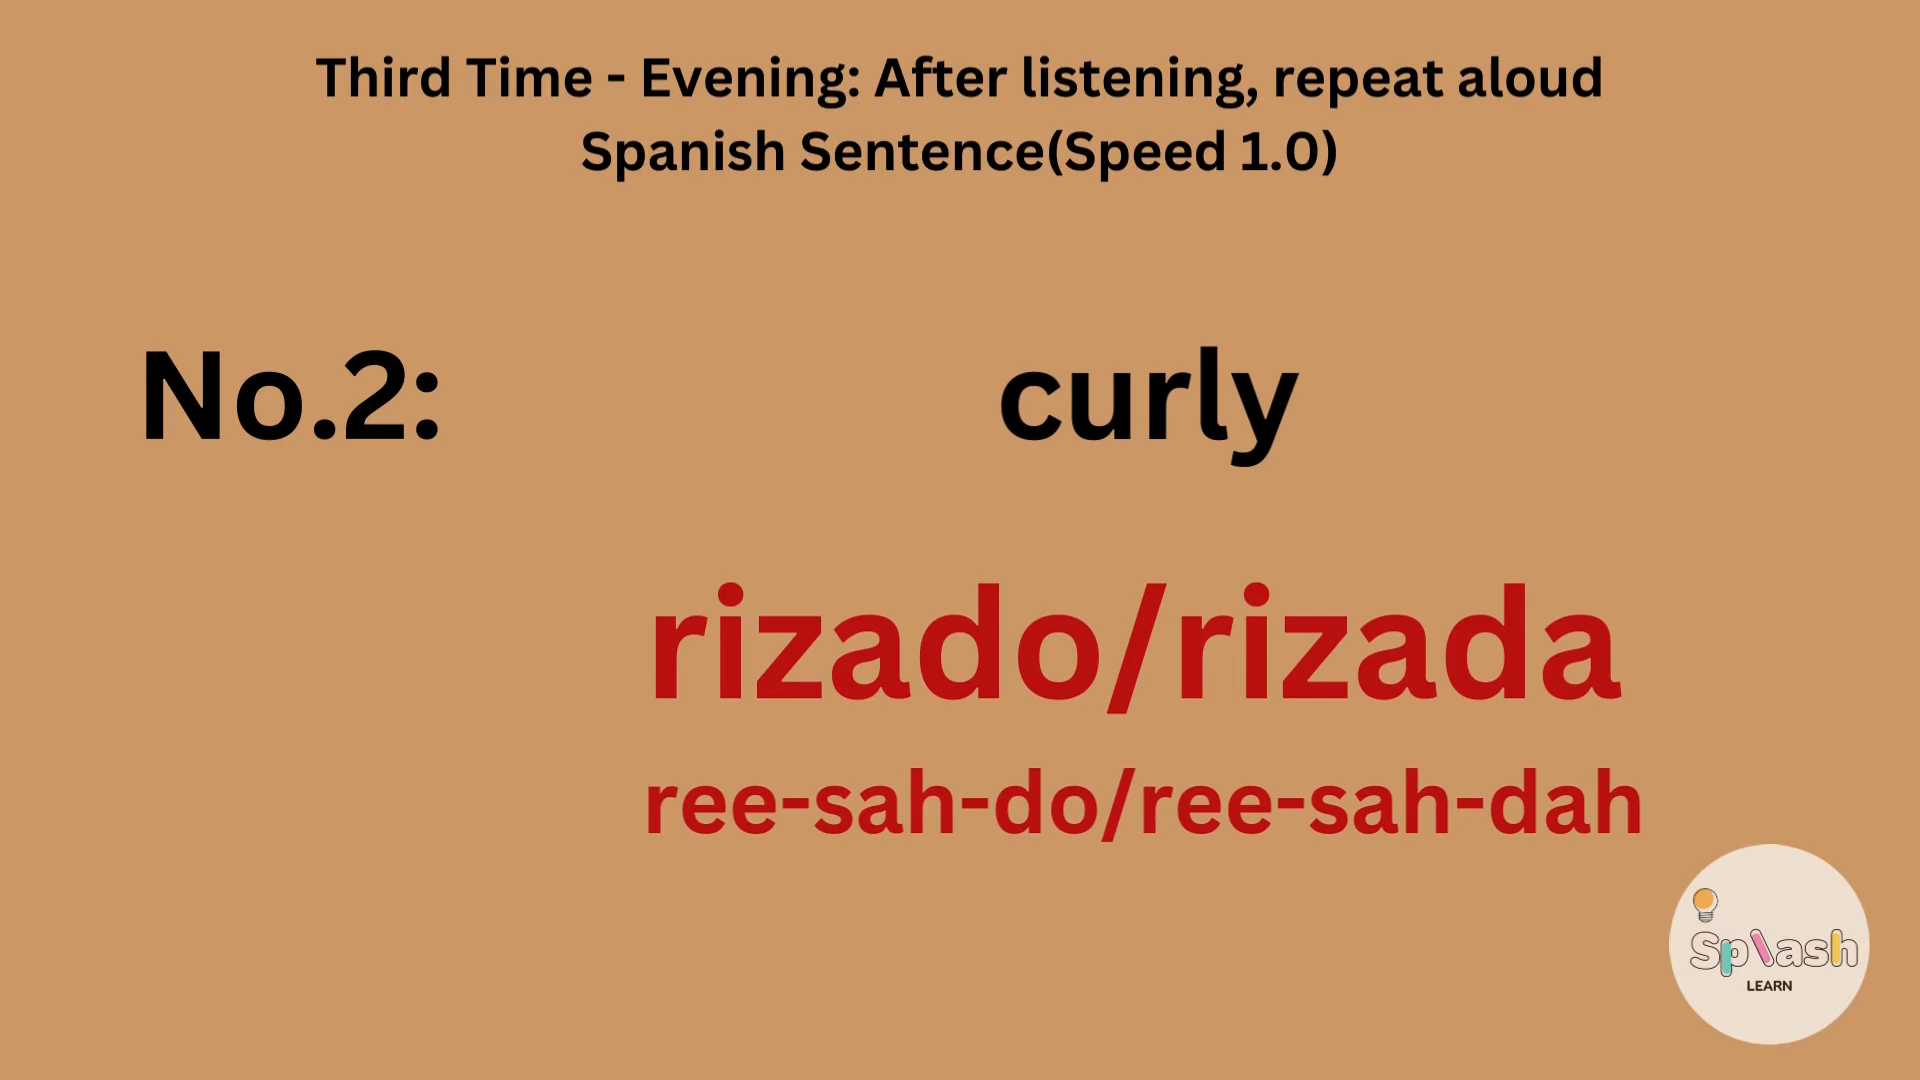 Third Time - Evening: After listening, repeat aloud
Spanish Sentence(Speed 1.0)
No.2: curly
rizado/rizada
ree-sah-do/ree-sah-dah
Splash
LEARN